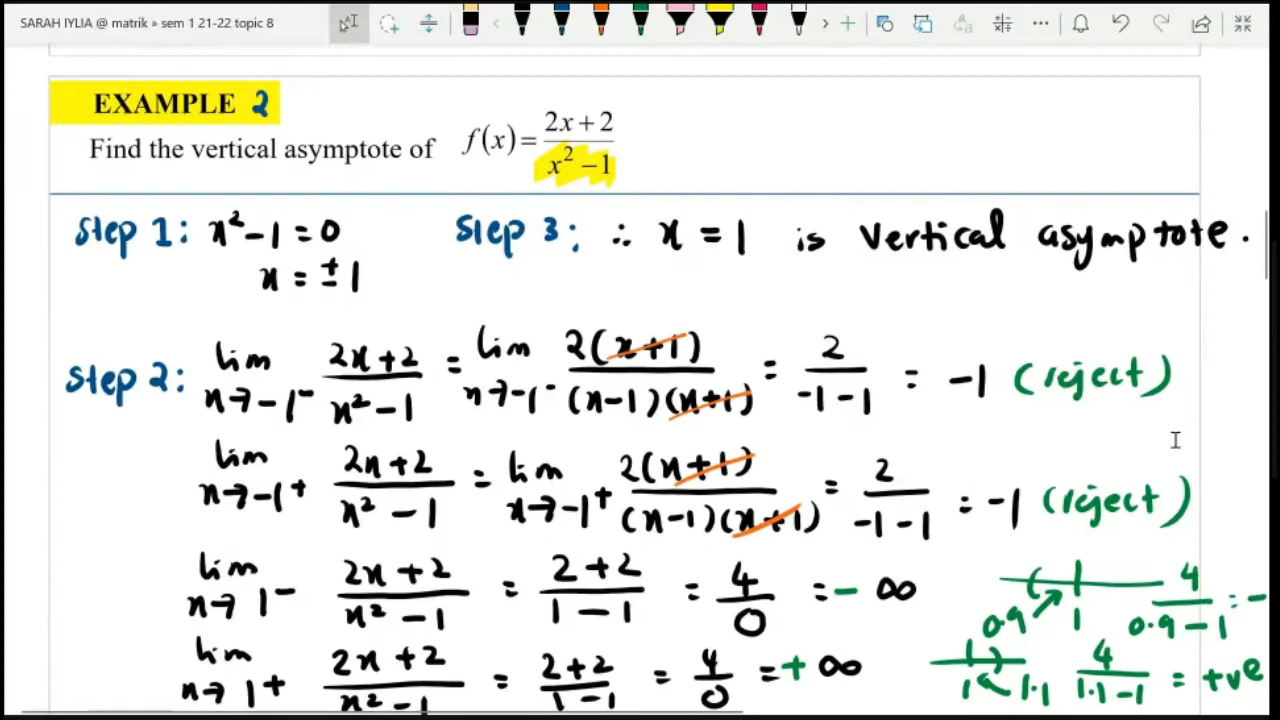 SARAH IYLIA @ matrik » sem 1 21-22 topic 8
EXAMPLE 2
Find the vertical asymptote of f(x) = (2x + 2)/(x² − 1)
Step 1: x² − 1 = 0
x = ± 1
Step 3: ∴ x = 1 is vertical asymptote.
Step 2: lim x→−1⁻ (2x + 2)/(x² − 1) = lim x→−1⁻ 2(x+1)/((x−1)(x+1)) = 2/(−1−1) = −1 (reject)
lim x→−1⁺ (2x + 2)/(x² − 1) = lim x→−1⁺ 2(x+1)/((x−1)(x+1)) = 2/(−1−1) = −1 (reject)
lim x→1⁻ (2x + 2)/(x² − 1) = (2+2)/(1−1) = 4/0 = − ∞
0.9 1 4/(0.9 − 1) = −
lim x→1⁺ (2x + 2)/(x² − 1) = (2+2)/(1−1) = 4/0 = + ∞
1 1.1 4/(1.1 − 1) = +ve